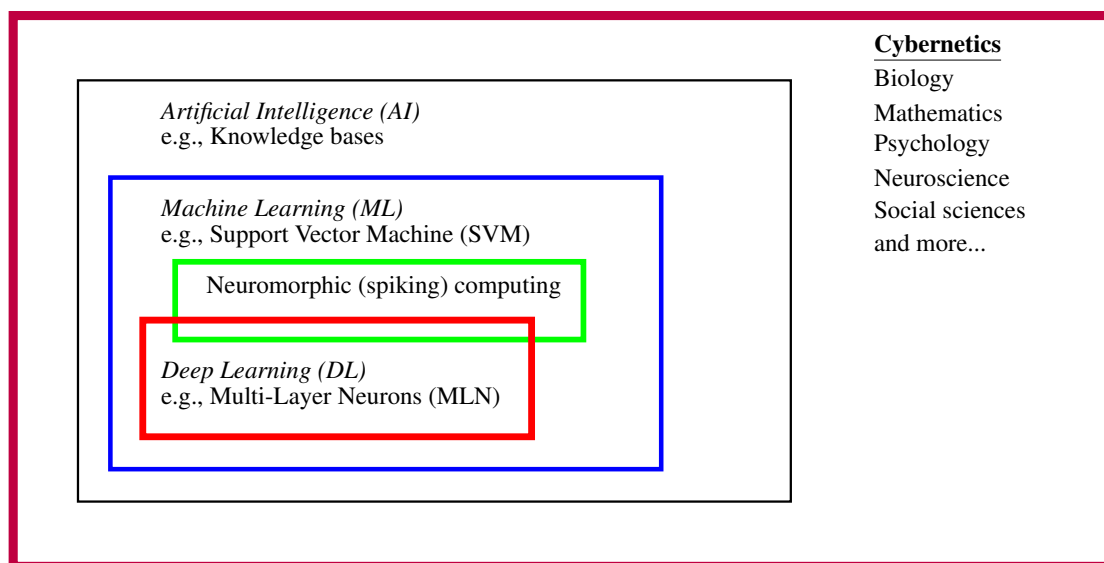 Artificial Intelligence (AI)
e.g., Knowledge bases
Machine Learning (ML)
e.g., Support Vector Machine (SVM)
Neuromorphic (spiking) computing
Deep Learning (DL)
e.g., Multi-Layer Neurons (MLN)
Cybernetics
Biology
Mathematics
Psychology
Neuroscience
Social sciences
and more...